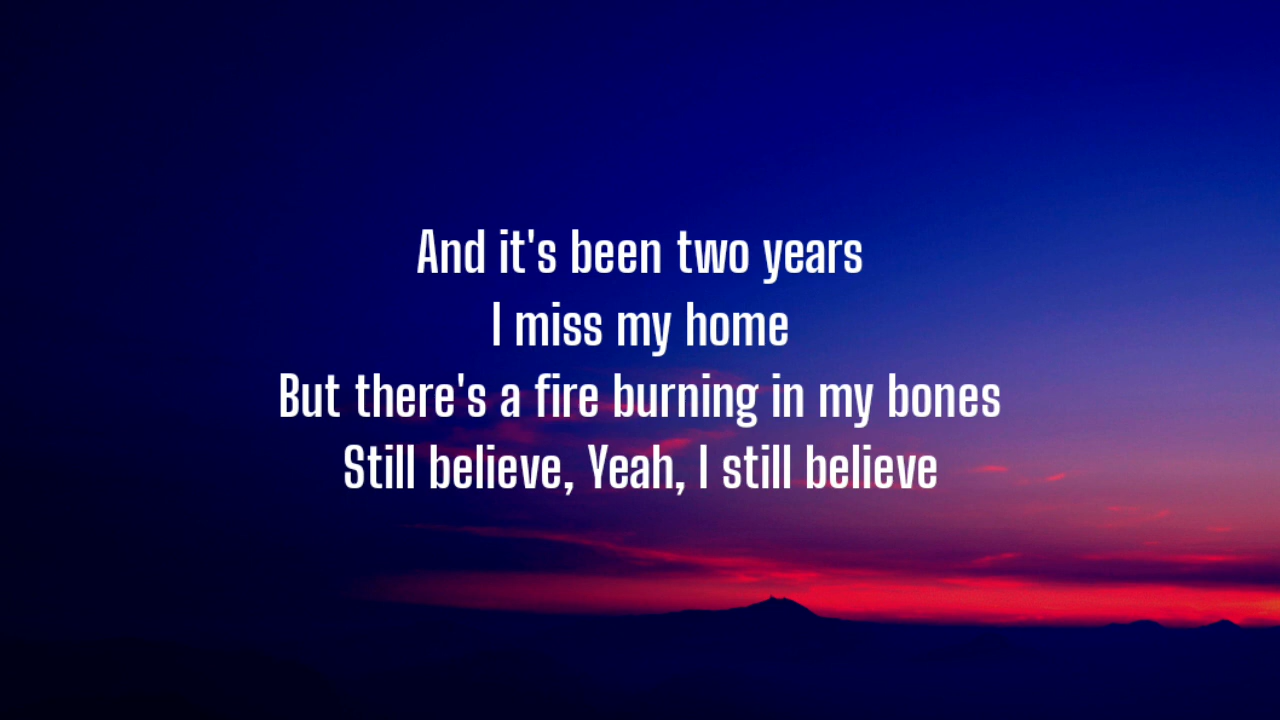 And it's been two years
I miss my home
But there's a fire burning in my bones
Still believe, Yeah, I still believe